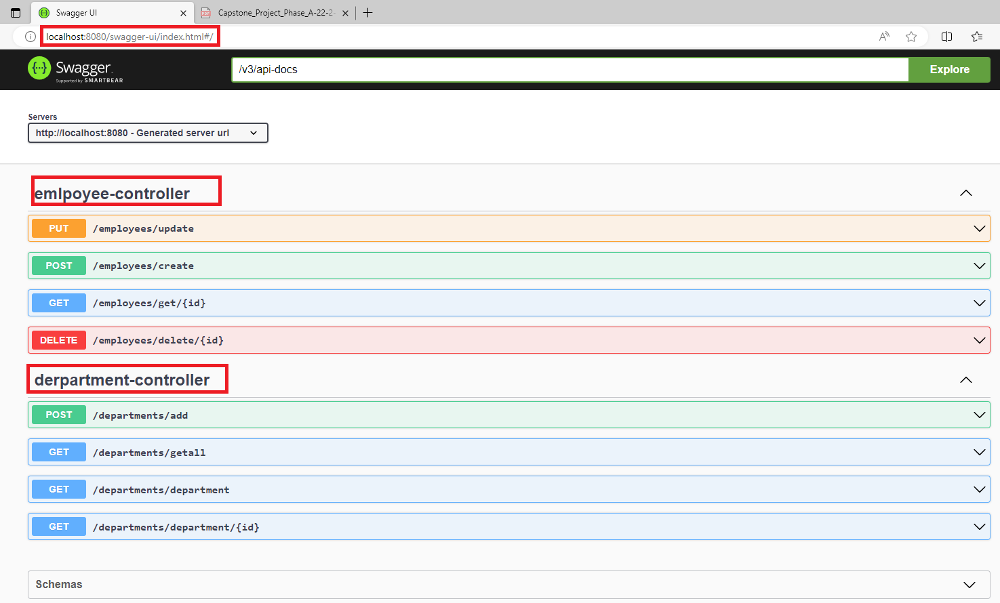 Swagger UI
Capstone_Project_Phase_A-22-2-
localhost:8080/swagger-ui/index.html#/
Swagger.
Supported by SMARTBEAR
/v3/api-docs
Explore
Servers
http://localhost:8080 - Generated server url
emlpoyee-controller
PUT /employees/update
POST /employees/create
GET /employees/get/{id}
DELETE /employees/delete/{id}
derpartment-controller
POST /departments/add
GET /departments/getall
GET /departments/department
GET /departments/department/{id}
Schemas